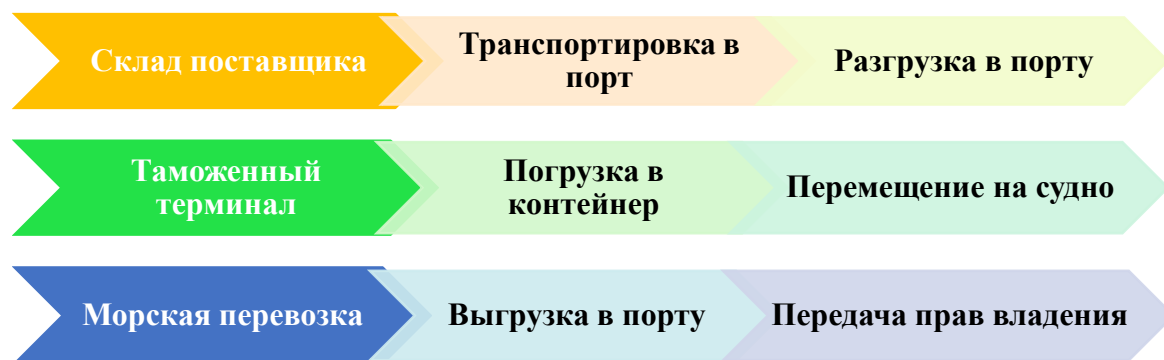 Склад поставщика
Транспортировка в
порт
Разгрузка в порту
Таможенный
терминал
Погрузка в
контейнер
Перемещение на судно
Морская перевозка
Выгрузка в порту
Передача прав владения